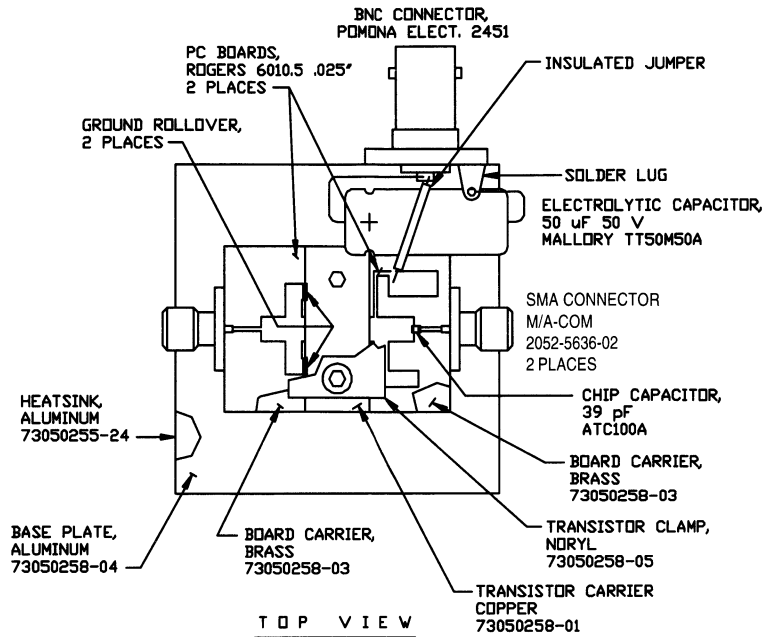 BNC CONNECTOR,
POMONA ELECT. 2451
PC BOARDS,
ROGERS 6010.5 .025"
2 PLACES
INSULATED JUMPER
GROUND ROLLOVER,
2 PLACES
SOLDER LUG
ELECTROLYTIC CAPACITOR,
50 uF 50 V
MALLORY TT50M50A
SMA CONNECTOR
M/A-COM
2052-5636-02
2 PLACES
CHIP CAPACITOR,
39 pF
ATC100A
HEATSINK,
ALUMINUM
73050255-24
BOARD CARRIER,
BRASS
73050258-03
BASE PLATE,
ALUMINUM
73050258-04
BOARD CARRIER,
BRASS
73050258-03
TRANSISTOR CLAMP,
NORYL
73050258-05
TRANSISTOR CARRIER
COPPER
73050258-01
TOP VIEW